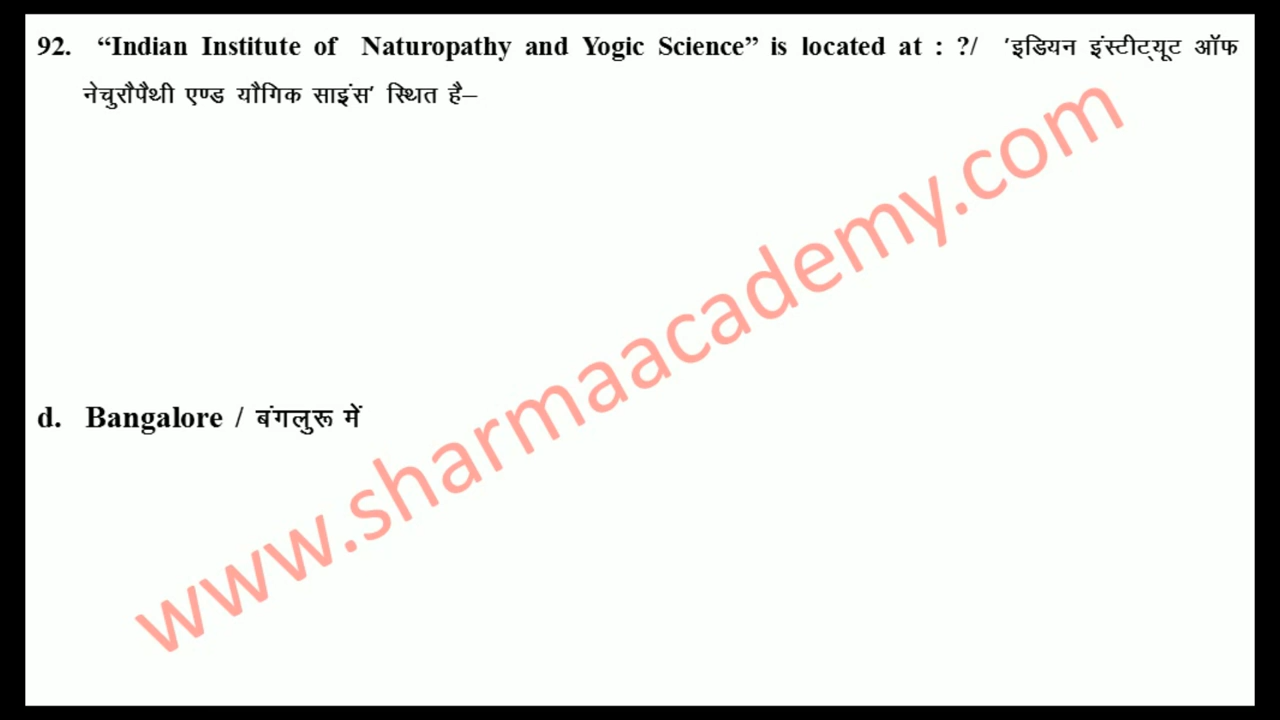 92. “Indian Institute of Naturopathy and Yogic Science” is located at : ?/ 'इडियन इंस्टीट्यूट ऑफ
नेचुरौपैथी एण्ड यौगिक साइंस' स्थित है–
d. Bangalore / बंगलुरू में
www.sharmaacademy.com